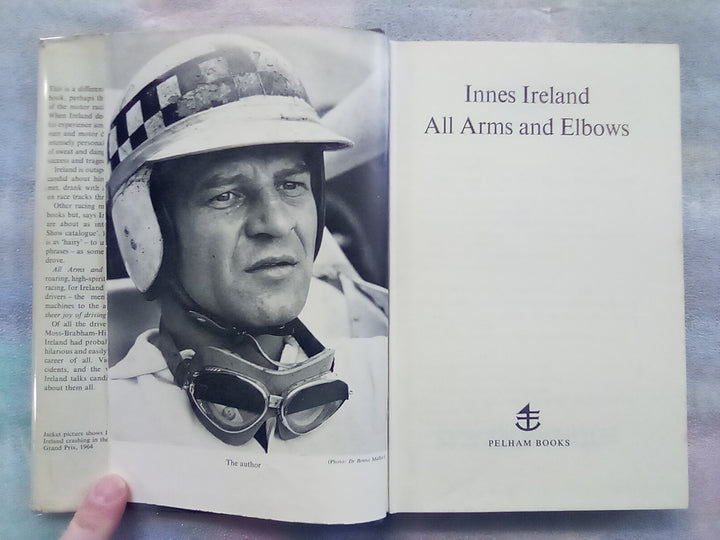 This is a different
book, perhaps th
of the motor raci
When Ireland de
his experience am
men and motor c
intensely personal
of sweat and dang
success and traged
Ireland is outsp
candid about him
met, drank with a
on race tracks thr
Other racing m
books but, says Ir
are about as int
Show catalogue'. I
is as 'hairy' – to u
phrases – as some
drove.
All Arms and
roaring, high-spirit
racing, for Ireland
drivers – the men
machines to the a
sheer joy of driving
Of all the drive
Moss-Brabham-Hi
Ireland had probal
hilarious and easily
career of all. Vi
cidents, and the
Ireland talks candi
about them all.
Jacket picture shows I
Ireland crashing in the
Grand Prix, 1964
The author
(Photo: Dr Benno Müller)
Innes Ireland
All Arms and Elbows
PELHAM BOOKS